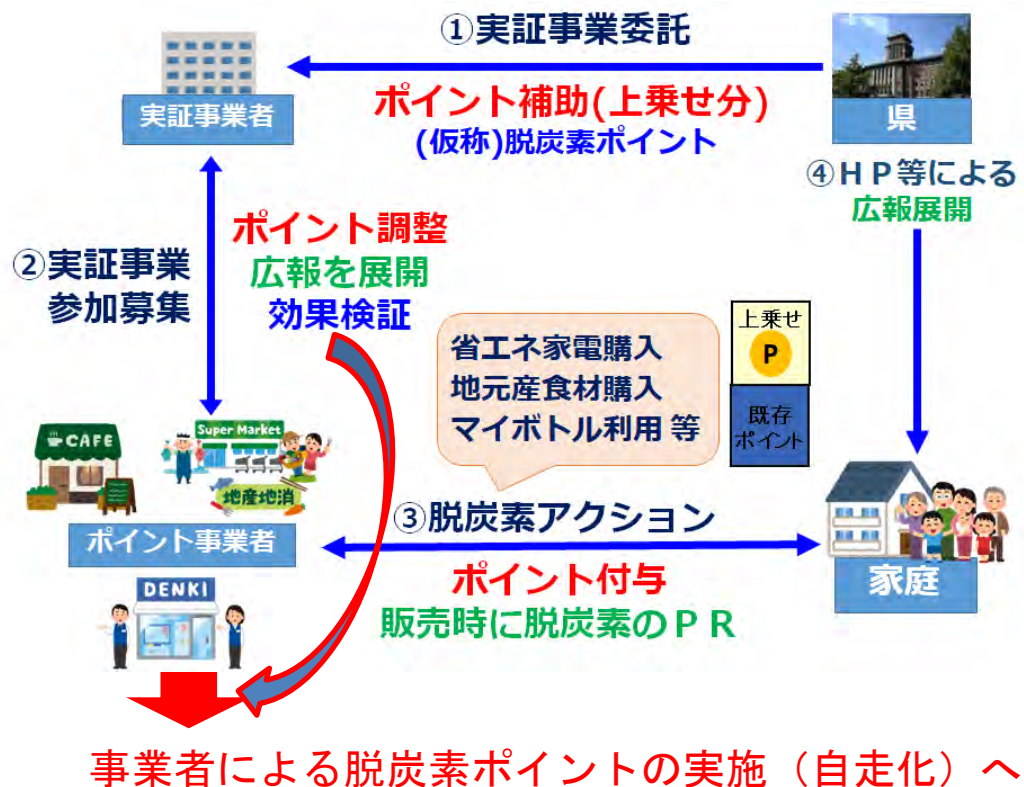 ①実証事業委託
実証事業者
ポイント補助(上乗せ分)
(仮称)脱炭素ポイント
県
④ＨＰ等による
広報展開
②実証事業
参加募集
ポイント調整
広報を展開
効果検証
省エネ家電購入
地元産食材購入
マイボトル利用 等
上乗せ
P
既存
ポイント
CAFE
Super Market
地産地消
ポイント事業者
③脱炭素アクション
ポイント付与
販売時に脱炭素のＰＲ
家庭
DENKI
事業者による脱炭素ポイントの実施（自走化）へ